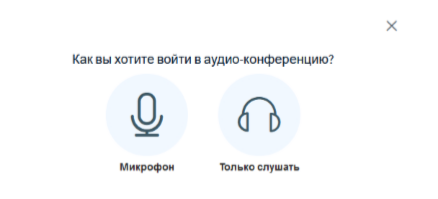 Как вы хотите войти в аудио-конференцию?
Микрофон
Только слушать